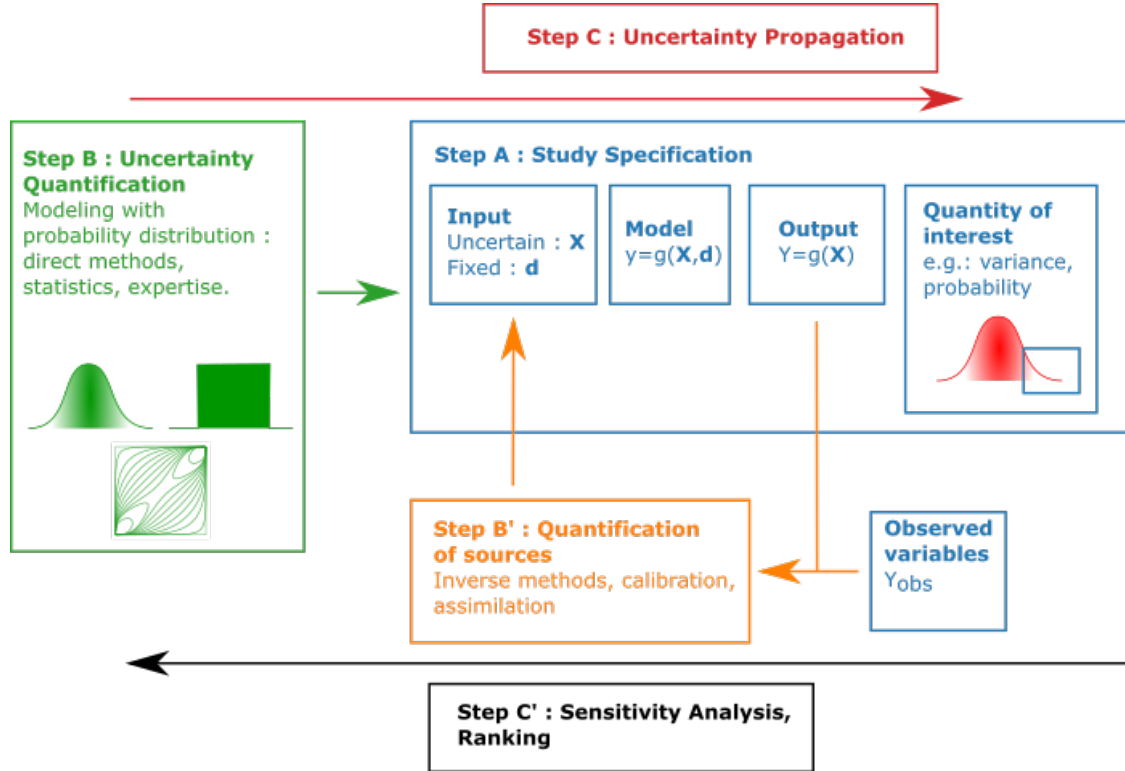 Step C : Uncertainty Propagation
Step B : Uncertainty
Quantification
Modeling with
probability distribution :
direct methods,
statistics, expertise.
Step A : Study Specification
Input
Uncertain : X
Fixed : d
Model
y=g(X,d)
Output
Y=g(X)
Quantity of
interest
e.g.: variance,
probability
Step B' : Quantification
of sources
Inverse methods, calibration,
assimilation
Observed
variables
Yobs
Step C' : Sensitivity Analysis,
Ranking